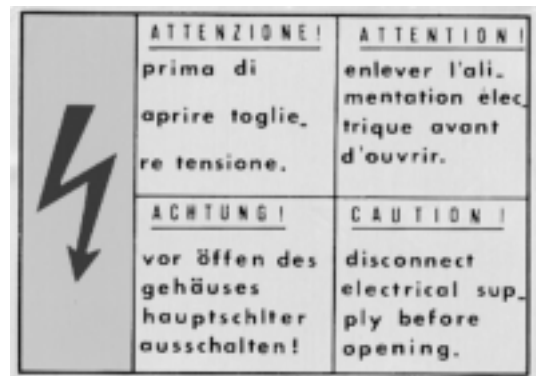 ATTENZIONE!
prima di
aprire toglie_
re tensione.
ATTENTION!
enlever l'ali_
mentation élec_
trique avant
d'ouvrir.
ACHTUNG!
vor öffen des
gehäuses
hauptschlter
ausschalten!
CAUTION!
disconnect
electrical sup_
ply before
opening.